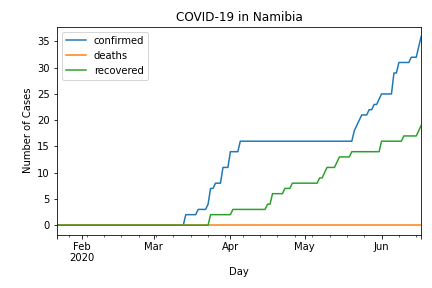 COVID-19 in Namibia
confirmed
deaths
recovered
Number of Cases
35
30
25
20
15
10
5
0
Feb
2020
Mar
Apr
May
Jun
Day